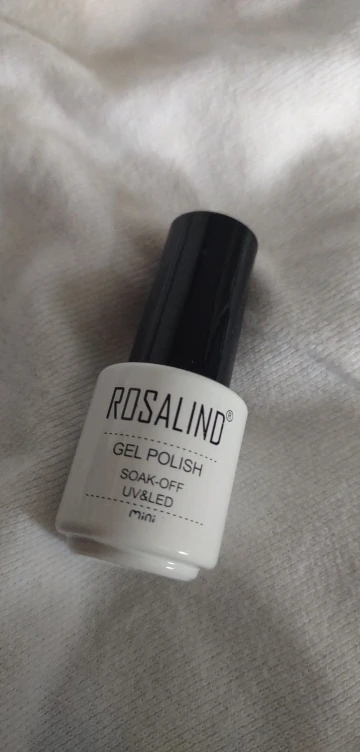 ROSALIND®
GEL POLISH
SOAK-OFF
UV&LED
mini